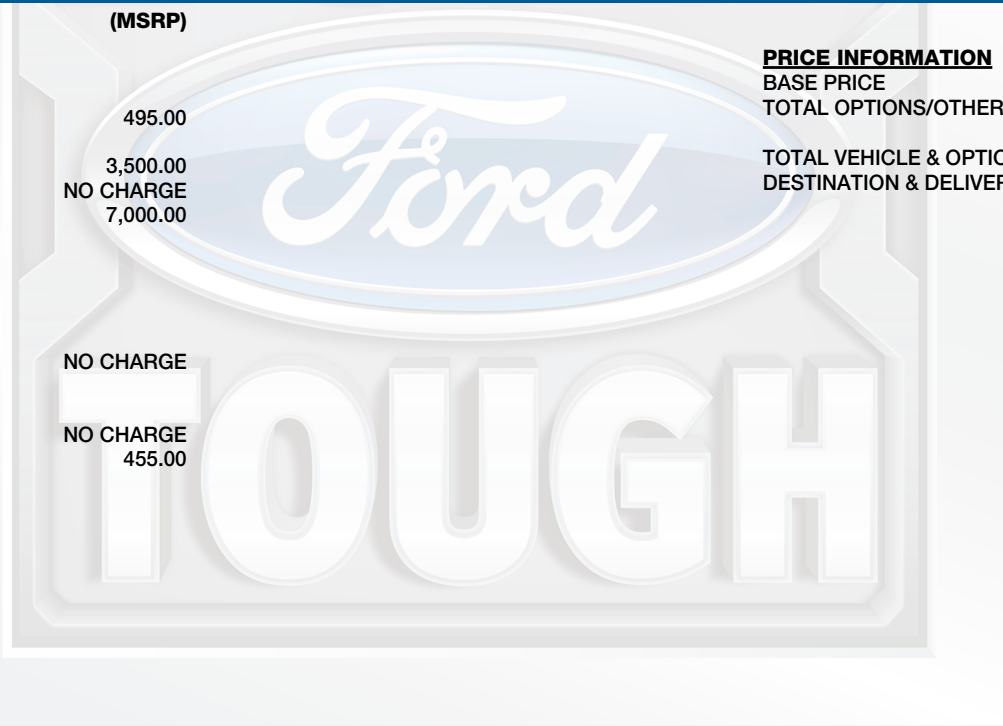 (MSRP)
495.00
3,500.00
NO CHARGE
7,000.00
NO CHARGE
NO CHARGE
455.00
PRICE INFORMATION
BASE PRICE
TOTAL OPTIONS/OTHER
TOTAL VEHICLE & OPTIO
DESTINATION & DELIVER
Ford
TOUGH